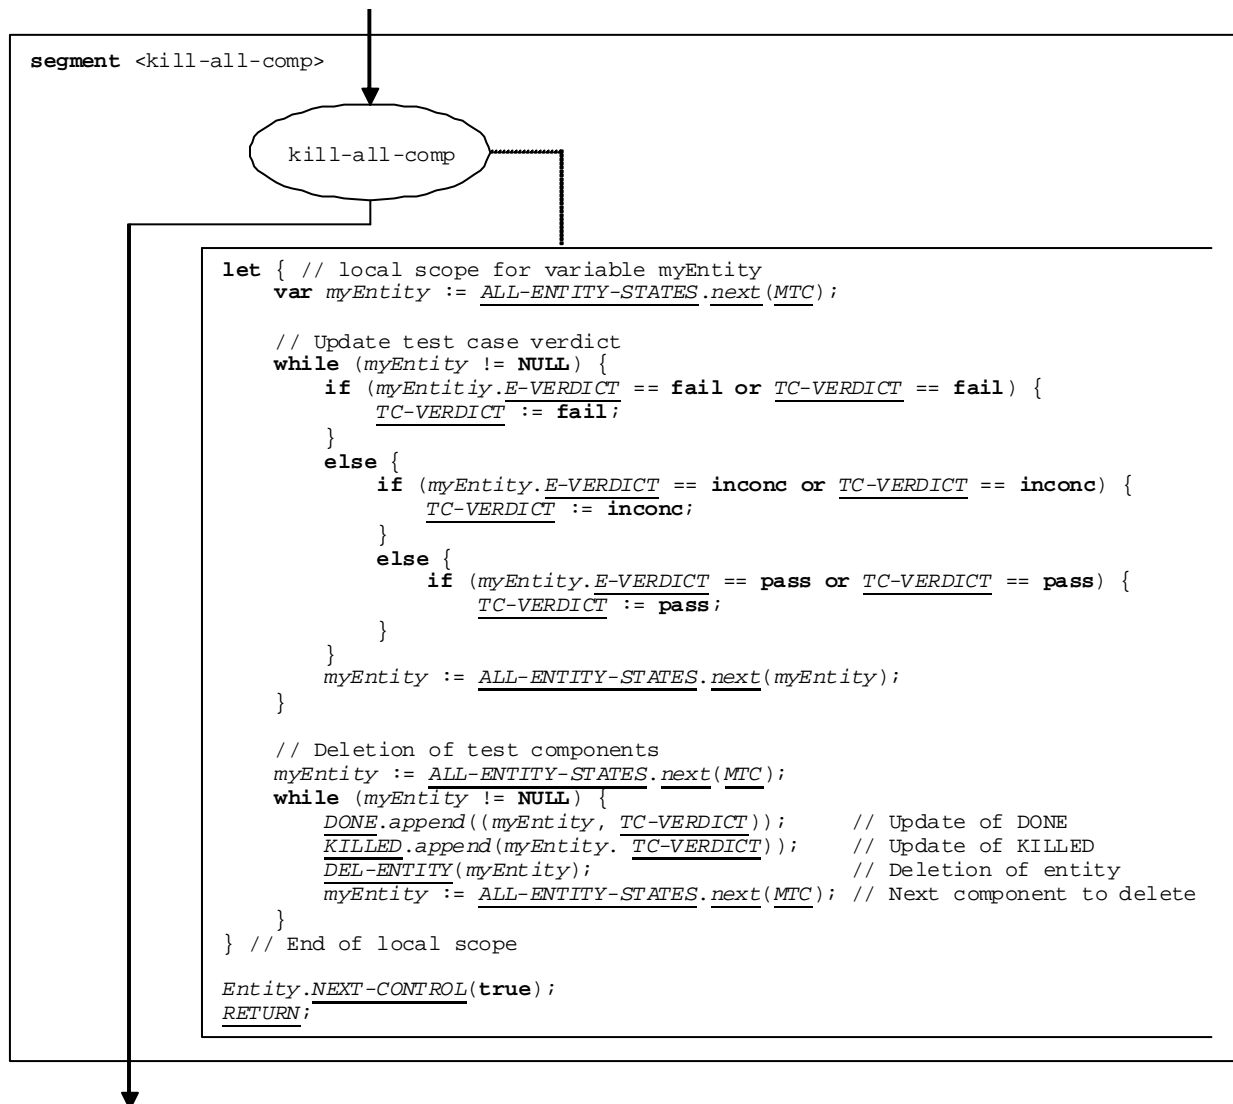 segment <kill-all-comp>
kill-all-comp
let { // local scope for variable myEntity
var myEntity := ALL-ENTITY-STATES.next(MTC);
// Update test case verdict
while (myEntity != NULL) {
if (myEntitiy.E-VERDICT == fail or TC-VERDICT == fail) {
TC-VERDICT := fail;
}
else {
if (myEntity.E-VERDICT == inconc or TC-VERDICT == inconc) {
TC-VERDICT := inconc;
}
else {
if (myEntity.E-VERDICT == pass or TC-VERDICT == pass) {
TC-VERDICT := pass;
}
}
myEntity := ALL-ENTITY-STATES.next(myEntity);
}
// Deletion of test components
myEntity := ALL-ENTITY-STATES.next(MTC);
while (myEntity != NULL) {
DONE.append((myEntity, TC-VERDICT)); // Update of DONE
KILLED.append(myEntity. TC-VERDICT)); // Update of KILLED
DEL-ENTITY(myEntity); // Deletion of entity
myEntity := ALL-ENTITY-STATES.next(MTC); // Next component to delete
}
} // End of local scope
Entity.NEXT-CONTROL(true);
RETURN;